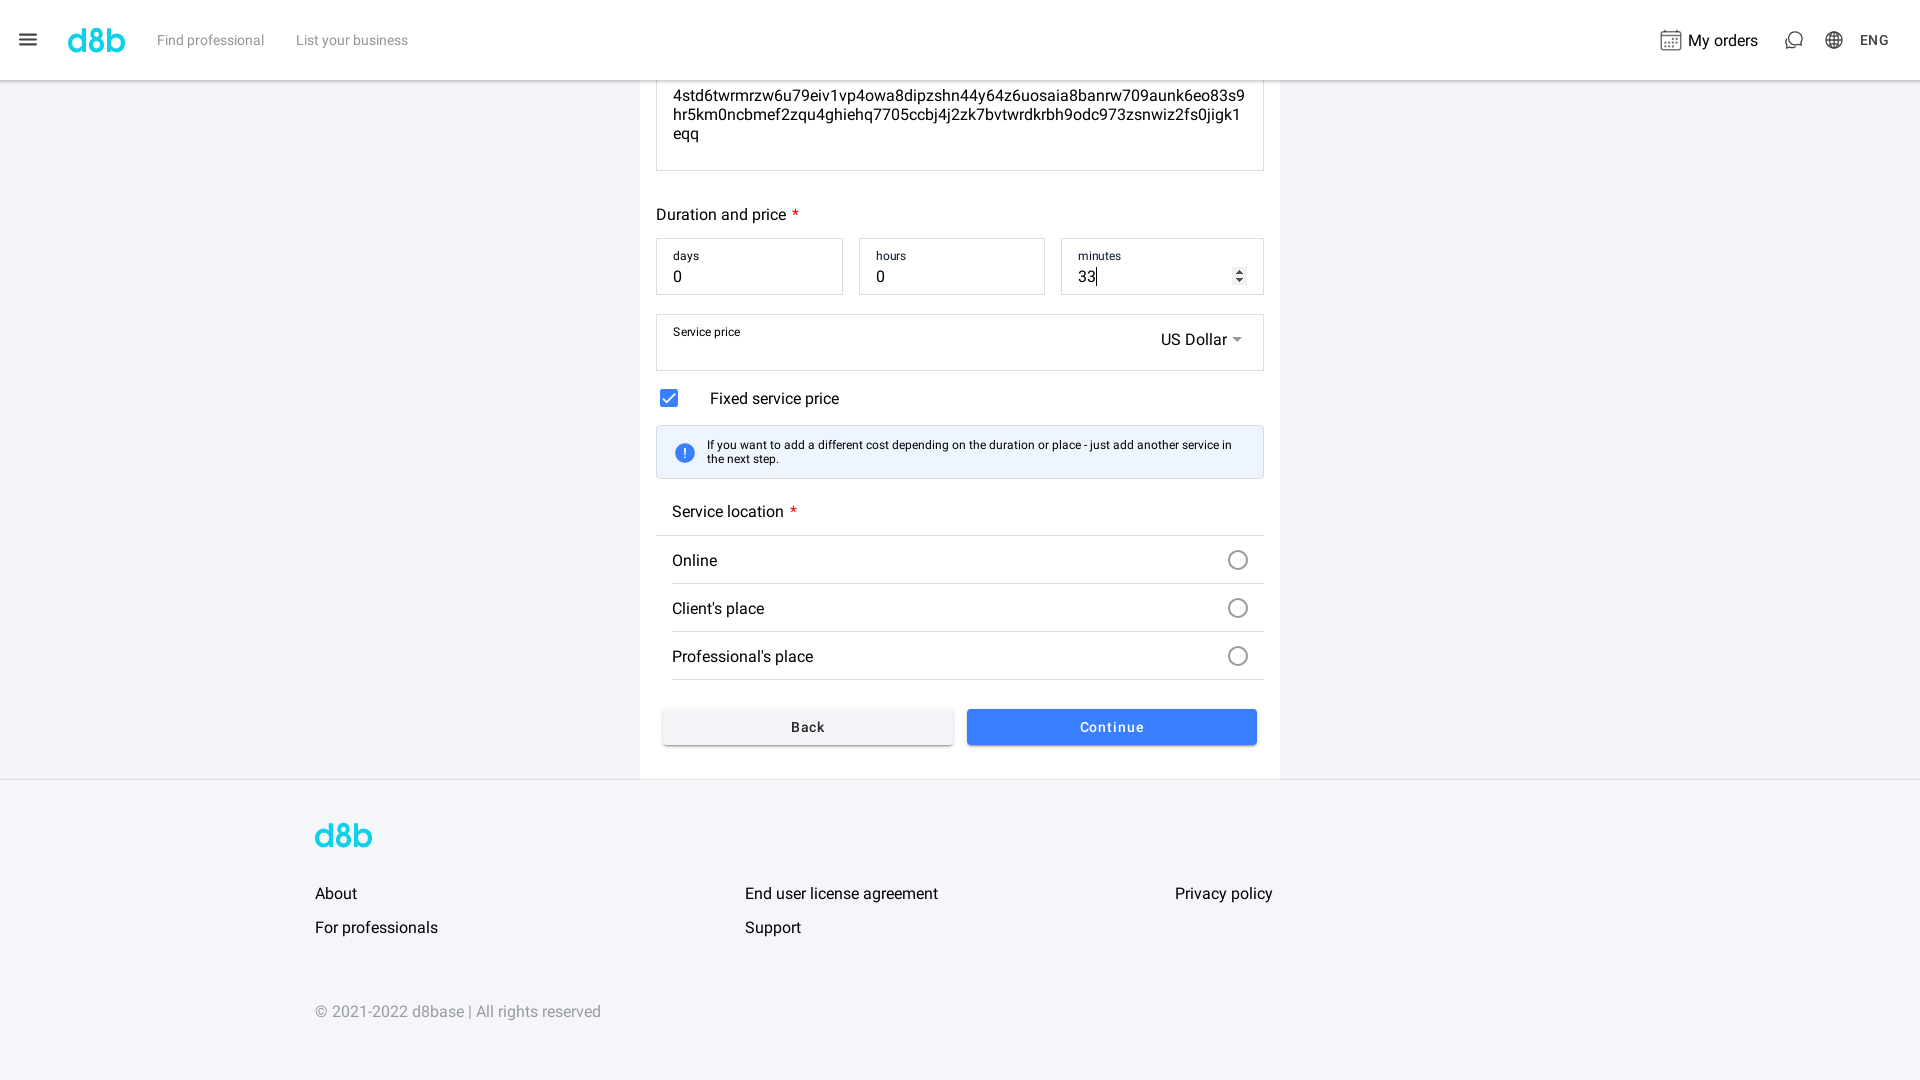 d8b
Find professional
List your business
My orders
ENG
4std6twrmrzw6u79eiv1vp4owa8dipzshn44y64z6uosaia8banrw709aunk6eo83s9
hr5km0ncbmef2zqu4ghiehq7705ccbj4j2zk7bvtwrdkrbh9odc973zsnwiz2fs0jigk1
eqq
Duration and price *
days
0
hours
0
minutes
33
Service price
US Dollar
Fixed service price
If you want to add a different cost depending on the duration or place - just add another service in
the next step.
Service location *
Online
Client's place
Professional's place
Back
Continue
d8b
About
End user license agreement
Privacy policy
For professionals
Support
© 2021-2022 d8base | All rights reserved